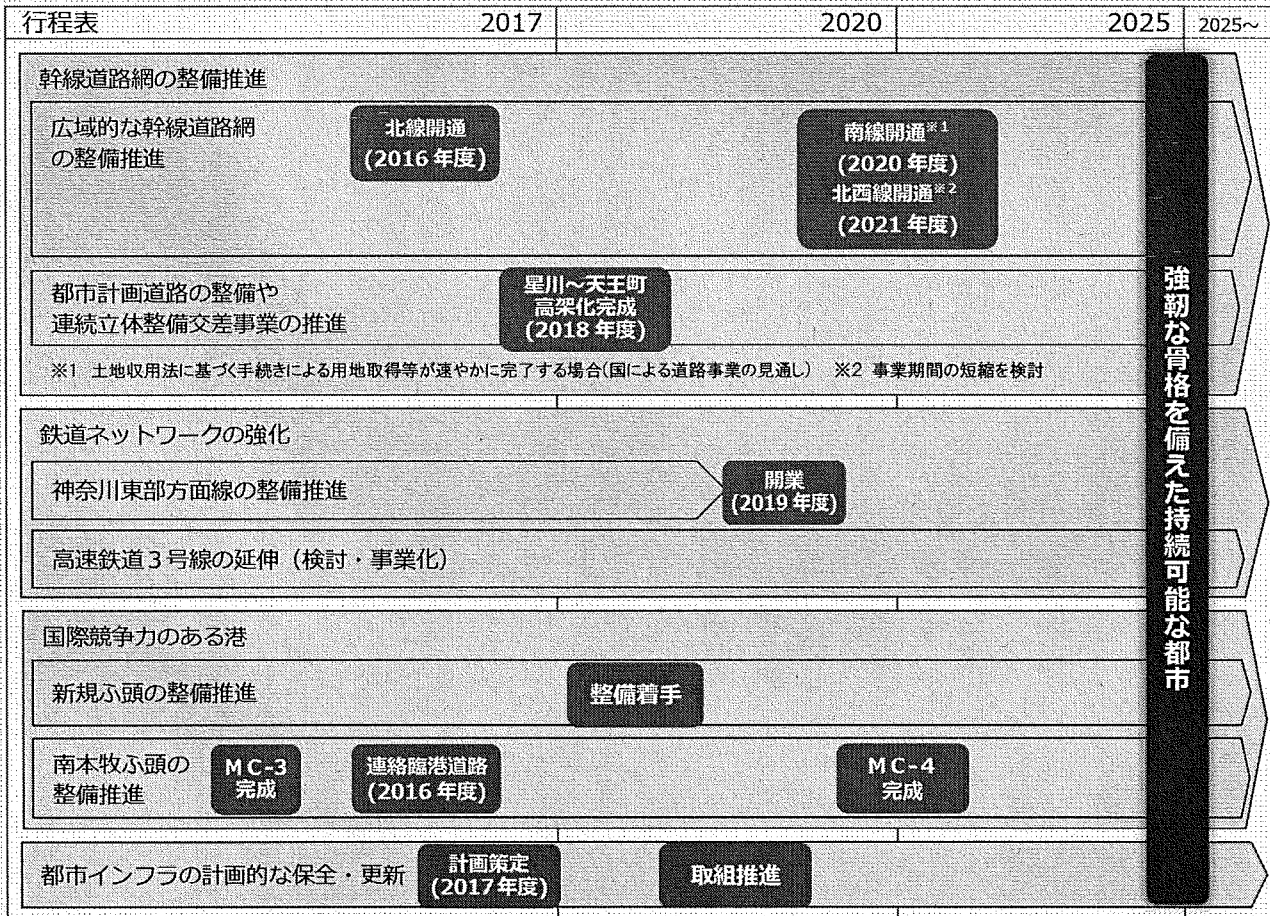 行程表 2017 2020 2025 2025～
幹線道路網の整備推進
広域的な幹線道路網
の整備推進
北線開通
(2016年度)
南線開通※1
(2020年度)
北西線開通※2
(2021年度)
都市計画道路の整備や
連続立体整備交差事業の推進
星川～天王町
高架化完成
(2018年度)
※1 土地収用法に基づく手続きによる用地取得等が速やかに完了する場合(国による道路事業の見通し) ※2 事業期間の短縮を検討
鉄道ネットワークの強化
神奈川東部方面線の整備推進
開業
(2019年度)
高速鉄道3号線の延伸（検討・事業化）
国際競争力のある港
新規ふ頭の整備推進
整備着手
南本牧ふ頭の
整備推進
MC-3
完成
連絡臨港道路
(2016年度)
MC-4
完成
都市インフラの計画的な保全・更新
計画策定
(2017年度)
取組推進
強靭な骨格を備えた持続可能な都市